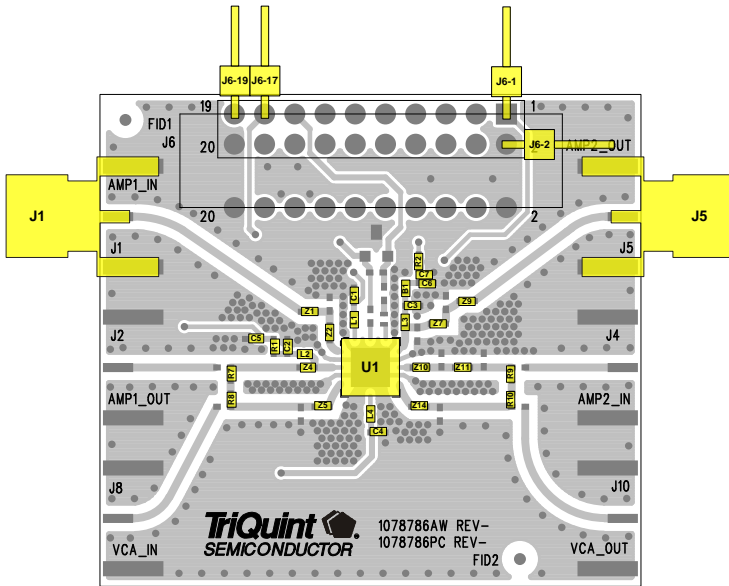 J6-19 J6-17 J6-1
19 1
FID1
J6
20 2 J6-2 AMP2_OUT
AMP1_IN
J1 J5
20 2
J1 J5
R2
C7
C6
B1
C1 C3 Z9
Z1
L1 L3 Z7
J2 Z2 J4
C5 R1 C2 L2
U1
R7 Z4 Z10 Z11 R9
R8 Z5 Z14 R10
AMP1_OUT AMP2_IN
L4
C4
J8 J10
TriQuint
SEMICONDUCTOR
1078786AW REV-
1078786PC REV-
VCA_IN FID2 VCA_OUT